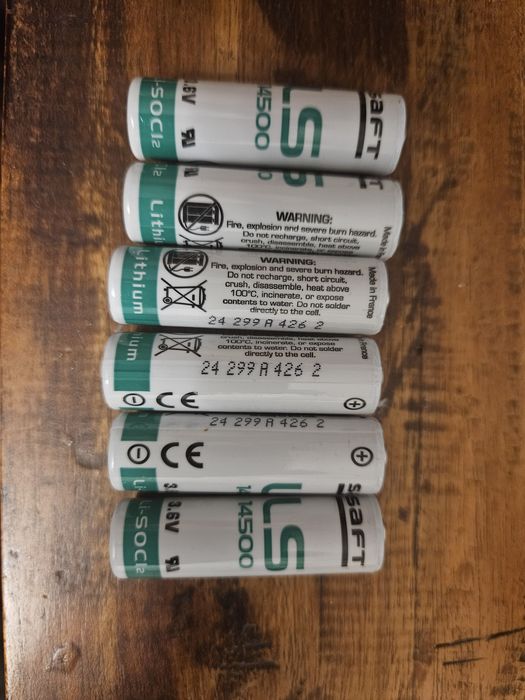 Li-SOCl2
3.6V
LS
14500
SAFT
Lithium
WARNING:
Fire, explosion and severe burn hazard.
Do not recharge, short circuit,
crush, disassemble, heat above
Made in
Lithium
WARNING:
Fire, explosion and severe burn hazard.
Do not recharge, short circuit,
crush, disassemble, heat above
100°C, incinerate, or expose
contents to water. Do not solder
directly to the cell.
Made in France
24 299 A 426 2
Lithium
100°C, incinerate, or expose
contents to water. Do not solder
directly to the cell.
France
24 299 A 426 2
CE
24 299 A 426 2
CE
Li-SOCl2
3.6V
LS
14500
SAFT